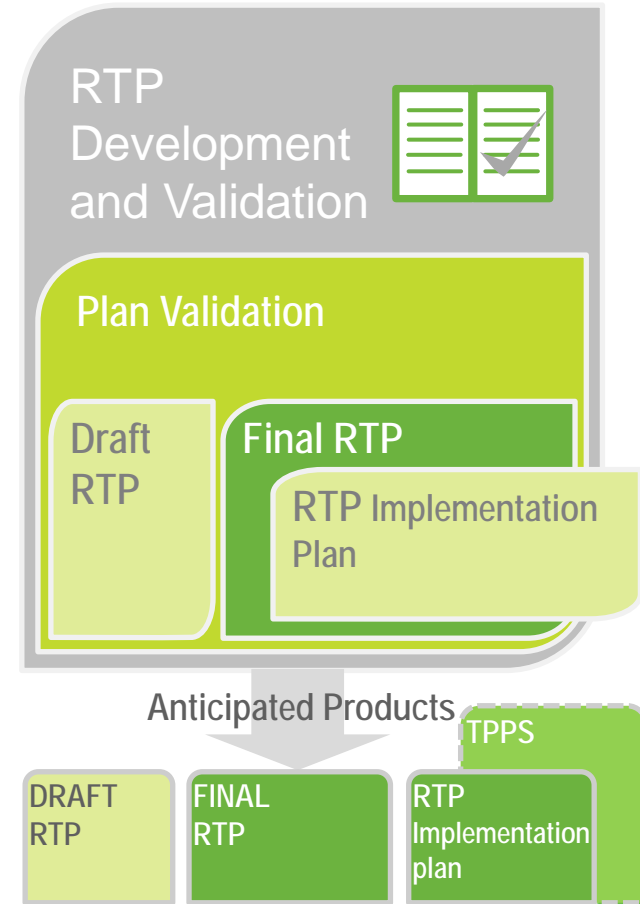 RTP
Development
and Validation
Plan Validation
Draft
RTP
Final RTP
RTP Implementation
Plan
Anticipated Products
TPPS
DRAFT
RTP
FINAL
RTP
RTP
Implementation
plan